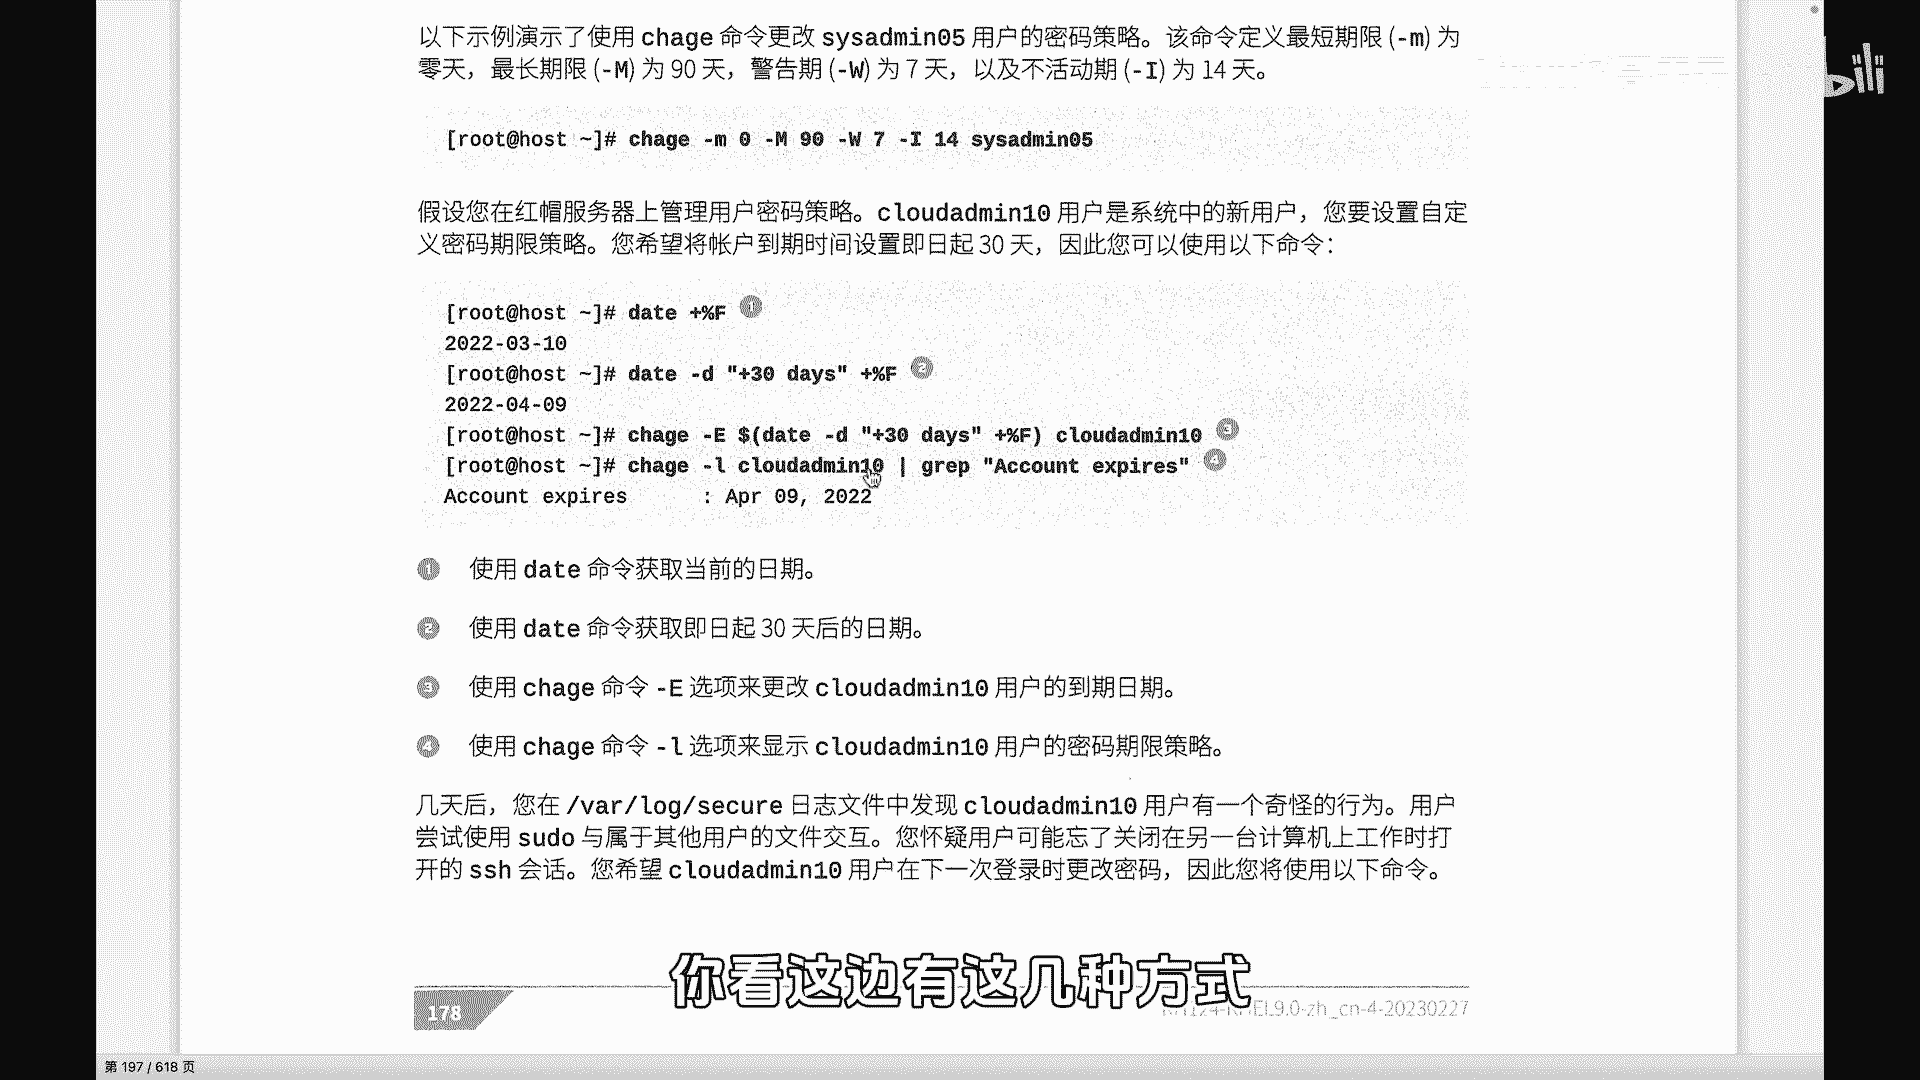 以下示例演示了使用 chage 命令更改 sysadmin05 用户的密码策略。该命令定义最短期限 (-m) 为
零天，最长期限 (-M) 为 90 天，警告期 (-W) 为 7 天，以及不活动期 (-I) 为 14 天。
[root@host ~]# chage -m 0 -M 90 -W 7 -I 14 sysadmin05
假设您在红帽服务器上管理用户密码策略。cloudadmin10 用户是系统中的新用户，您要设置自定
义密码期限策略。您希望将帐户到期时间设置即日起 30 天，因此您可以使用以下命令：
[root@host ~]# date +%F 1
2022-03-10
[root@host ~]# date -d "+30 days" +%F 2
2022-04-09
[root@host ~]# chage -E $(date -d "+30 days" +%F) cloudadmin10 3
[root@host ~]# chage -l cloudadmin10 | grep "Account expires" 4
Account expires : Apr 09, 2022
1 使用 date 命令获取当前的日期。
2 使用 date 命令获取即日起 30 天后的日期。
3 使用 chage 命令 -E 选项来更改 cloudadmin10 用户的到期日期。
4 使用 chage 命令 -l 选项来显示 cloudadmin10 用户的密码期限策略。
几天后，您在 /var/log/secure 日志文件中发现 cloudadmin10 用户有一个奇怪的行为。用户
尝试使用 sudo 与属于其他用户的文件交互。您怀疑用户可能忘了关闭在另一台计算机上工作时打
开的 ssh 会话。您希望 cloudadmin10 用户在下一次登录时更改密码，因此您将使用以下命令。
你看这边有这几种方式
178
RH124-RHEL9.0-zh_cn-4-20230227
第 197 / 618 页
bili